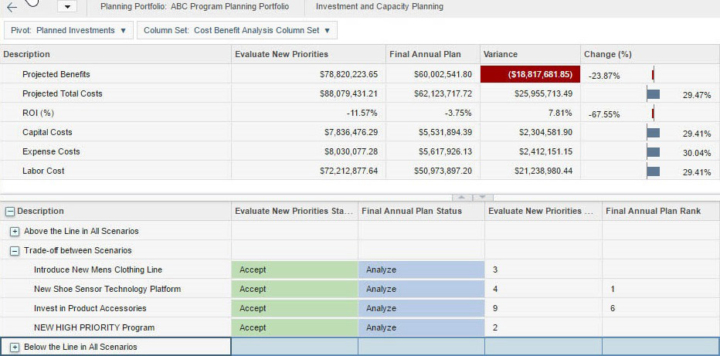 Planning Portfolio: ABC Program Planning Portfolio Investment and Capacity Planning
Pivot: Planned Investments Column Set: Cost Benefit Analysis Column Set
Description Evaluate New Priorities Final Annual Plan Variance Change (%)
Projected Benefits $78,820,223.65 $60,002,541.80 ($18,817,681.85) -23.87%
Projected Total Costs $88,079,431.21 $62,123,717.72 $25,955,713.49 29.47%
ROI (%) -11.57% -3.75% 7.81% -67.55%
Capital Costs $7,836,476.29 $5,531,894.39 $2,304,581.90 29.41%
Expense Costs $8,030,077.28 $5,617,926.13 $2,412,151.15 30.04%
Labor Cost $72,212,877.64 $50,973,897.20 $21,238,980.44 29.41%
Description Evaluate New Priorities Sta... Final Annual Plan Status Evaluate New Priorities ... Final Annual Plan Rank
Above the Line in All Scenarios
Trade-off between Scenarios
Introduce New Mens Clothing Line Accept Analyze 3
New Shoe Sensor Technology Platform Accept Analyze 4 1
Invest in Product Accessories Accept Analyze 9 6
NEW HIGH PRIORITY Program Accept Analyze 2
Below the Line in All Scenarios